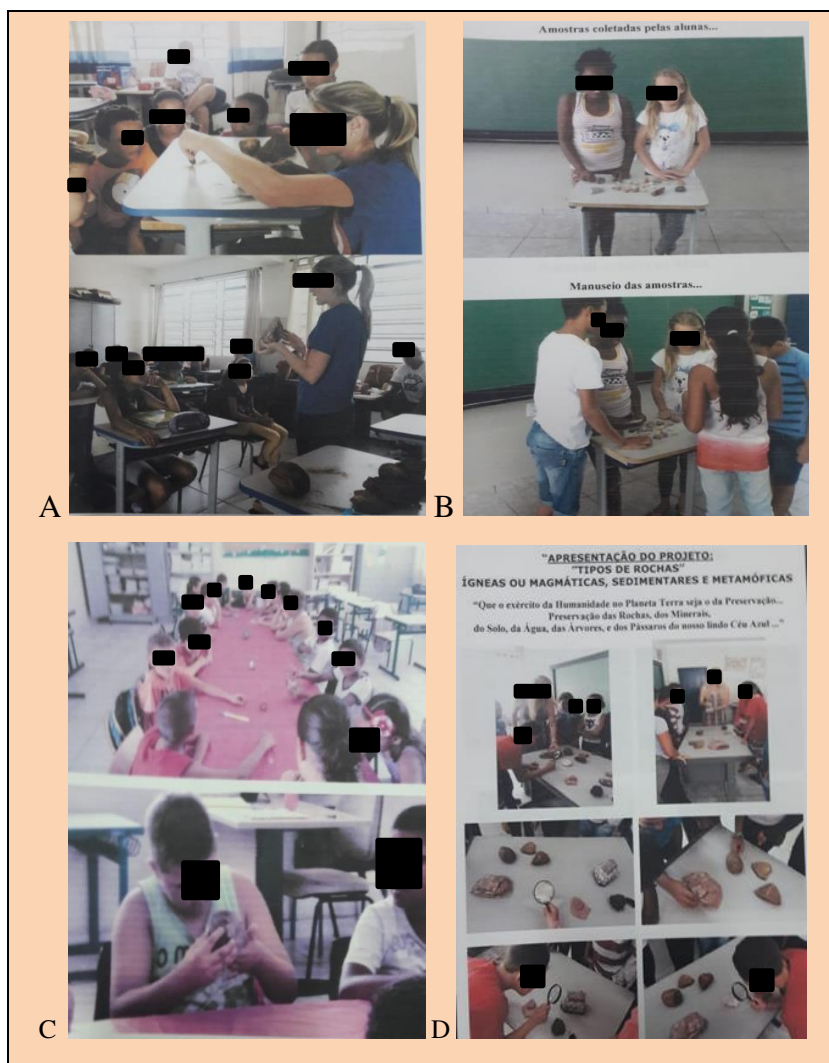 Amostras coletadas pelas alunas...
Manuseio das amostras...
A
B
"APRESENTAÇÃO DO PROJETO:
"TIPOS DE ROCHAS"
ÍGNEAS OU MAGMÁTICAS, SEDIMENTARES E METAMÓFICAS
"Que o exército da Humanidade no Planeta Terra seja o da Preservação...
Preservação das Rochas, dos Minerais,
do Solo, da Água, das Árvores, e dos Pássaros do nosso lindo Céu Azul ..."
C
D